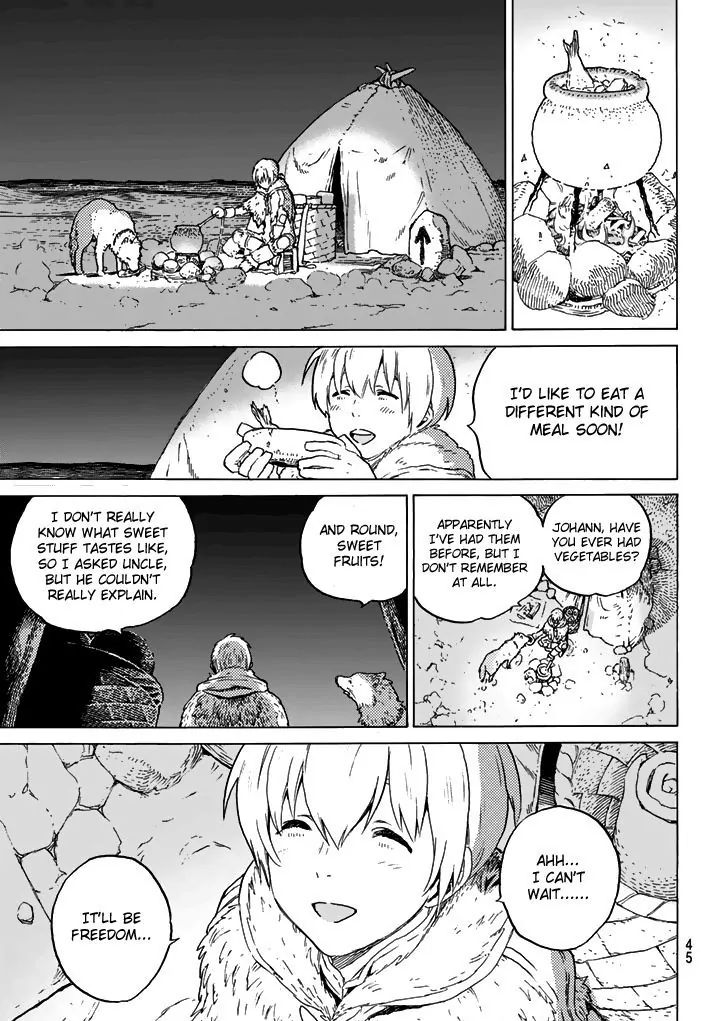 I'D LIKE TO EAT A
DIFFERENT KIND OF
MEAL SOON!
JOHANN, HAVE
YOU EVER HAD
VEGETABLES?
APPARENTLY
I'VE HAD THEM
BEFORE, BUT I
DON'T REMEMBER
AT ALL.
AND ROUND,
SWEET
FRUITS!
I DON'T REALLY
KNOW WHAT SWEET
STUFF TASTES LIKE,
SO I ASKED UNCLE,
BUT HE COULDN'T
REALLY EXPLAIN.
AHH...
I CAN'T
WAIT......
IT'LL BE
FREEDOM...
45